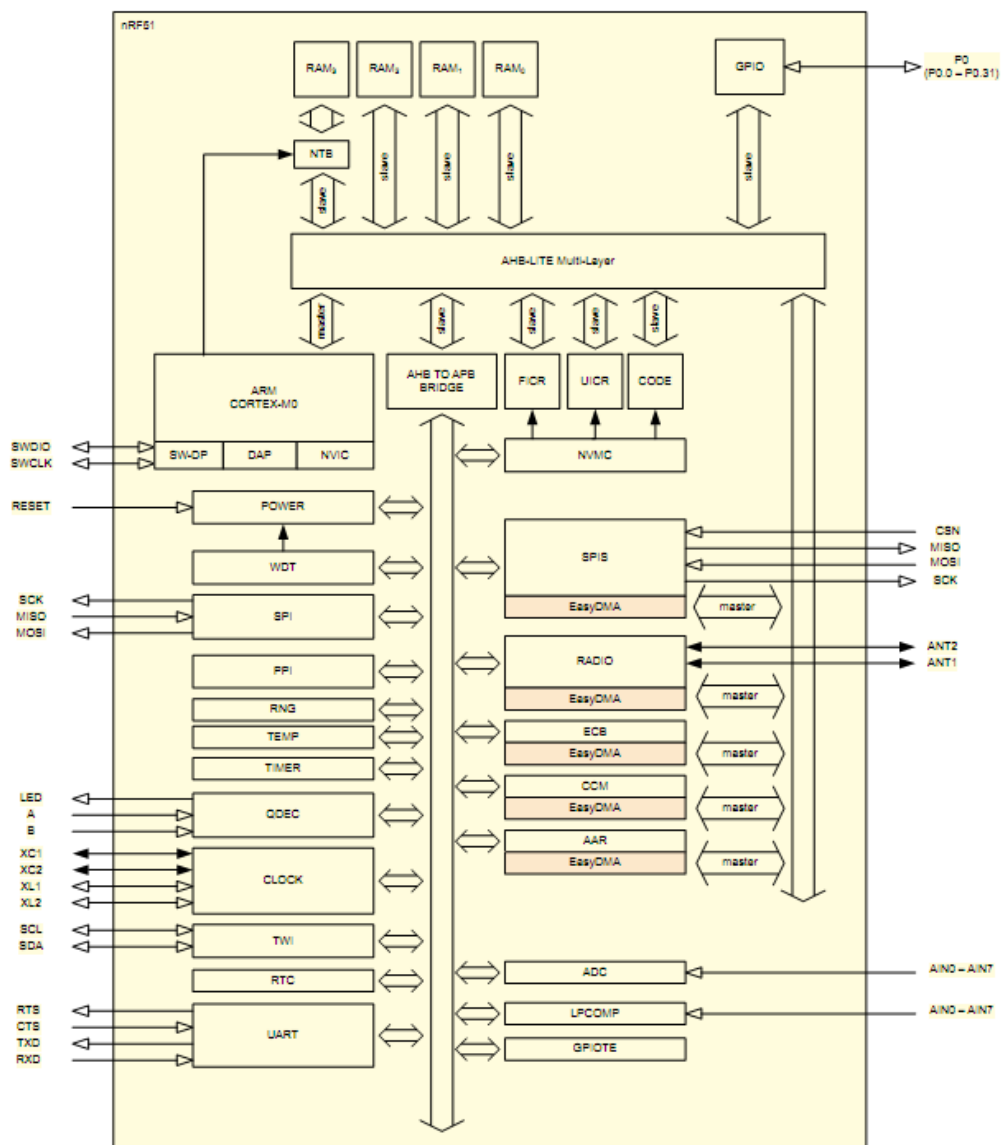 nRF51
RAM3
RAM2
RAM1
RAM0
GPIO
P0
(P0.0 – P0.31)
NTB
slave
slave
slave
slave
slave
AHB-LITE Multi-Layer
master
slave
slave
slave
slave
ARM
CORTEX-M0
AHB TO APB
BRIDGE
FICR
UICR
CODE
SW-DP
DAP
NVIC
SWDIO
SWCLK
NVMC
RESET
POWER
WDT
SPIS
CSN
MISO
MOSI
SCK
EasyDMA
master
SCK
MISO
MOSI
SPI
RADIO
ANT2
ANT1
EasyDMA
master
PPI
RNG
TEMP
TIMER
ECB
EasyDMA
master
CCM
EasyDMA
master
AAR
EasyDMA
master
LED
A
B
QDEC
XC1
XC2
XL1
XL2
CLOCK
SCL
SDA
TWI
RTC
RTS
CTS
TXD
RXD
UART
ADC
AIN0 – AIN7
LPCOMP
AIN0 – AIN7
GPIOTE